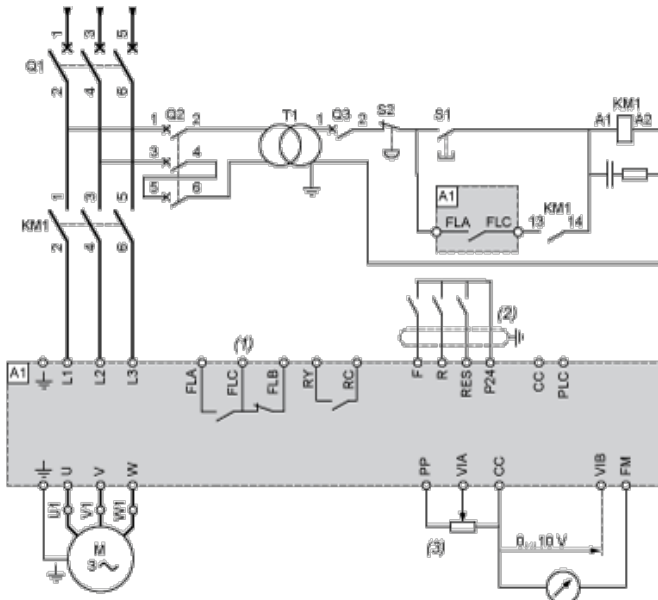 1 3 5
Q1
2 4 6
1 Q2 2
3 4
5 6
T1
1 Q3 2
S2
S1
KM1
A1 A2
A1
FLA FLC
KM1
13 14
1 3 5
KM1
2 4 6
(1)
(2)
A1
L1 L2 L3
FLA FLC FLB RY RC
F R RES P24 CC PLC
U V W
PP VIA CC VIB FM
U1 V1 W1
M
3
(3)
0 ... 10 V